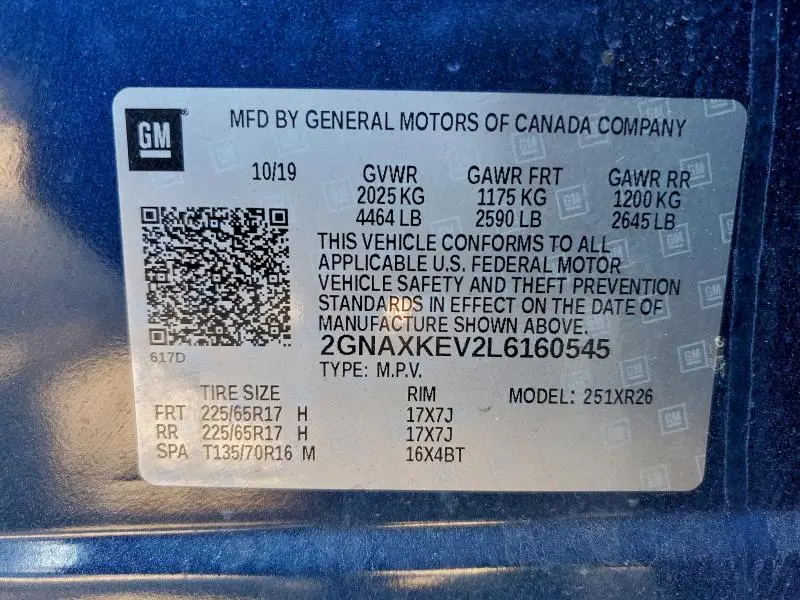 GM
MFD BY GENERAL MOTORS OF CANADA COMPANY
10/19 GVWR GAWR FRT GAWR RR
2025 KG 1175 KG 1200 KG
4464 LB 2590 LB 2645 LB
THIS VEHICLE CONFORMS TO ALL
APPLICABLE U.S. FEDERAL MOTOR
VEHICLE SAFETY AND THEFT PREVENTION
STANDARDS IN EFFECT ON THE DATE OF
MANUFACTURE SHOWN ABOVE.
617D
2GNAXKEV2L6160545
TYPE: M.P.V.
TIRE SIZE RIM MODEL: 251XR26
FRT 225/65R17 H 17X7J
RR 225/65R17 H 17X7J
SPA T135/70R16 M 16X4BT